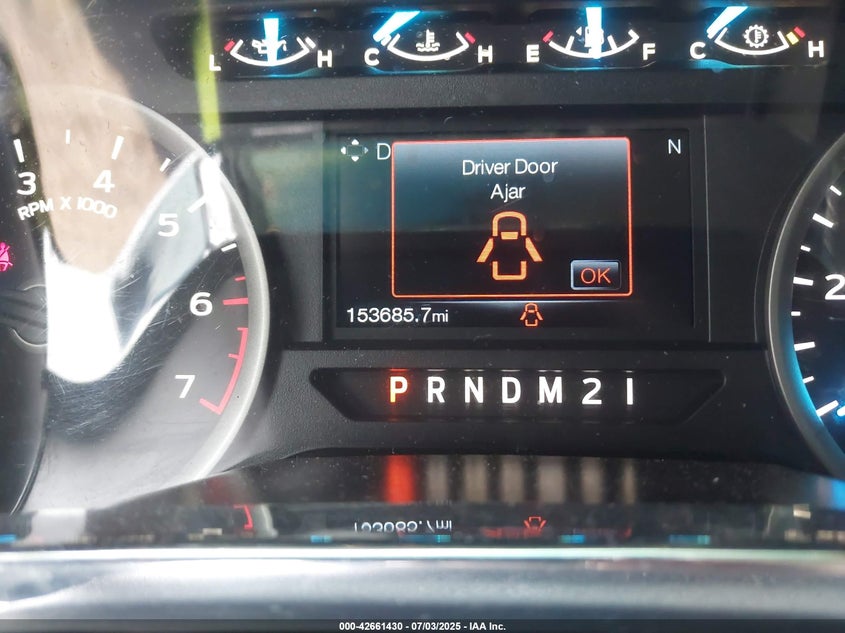 L H C H E F C H
D
N
Driver Door
Ajar
OK
153685.7mi
3
4
5
6
7
RPM X 1000
2
P R N D M 2 1
000-42661430 - 07/03/2025 - IAA Inc.